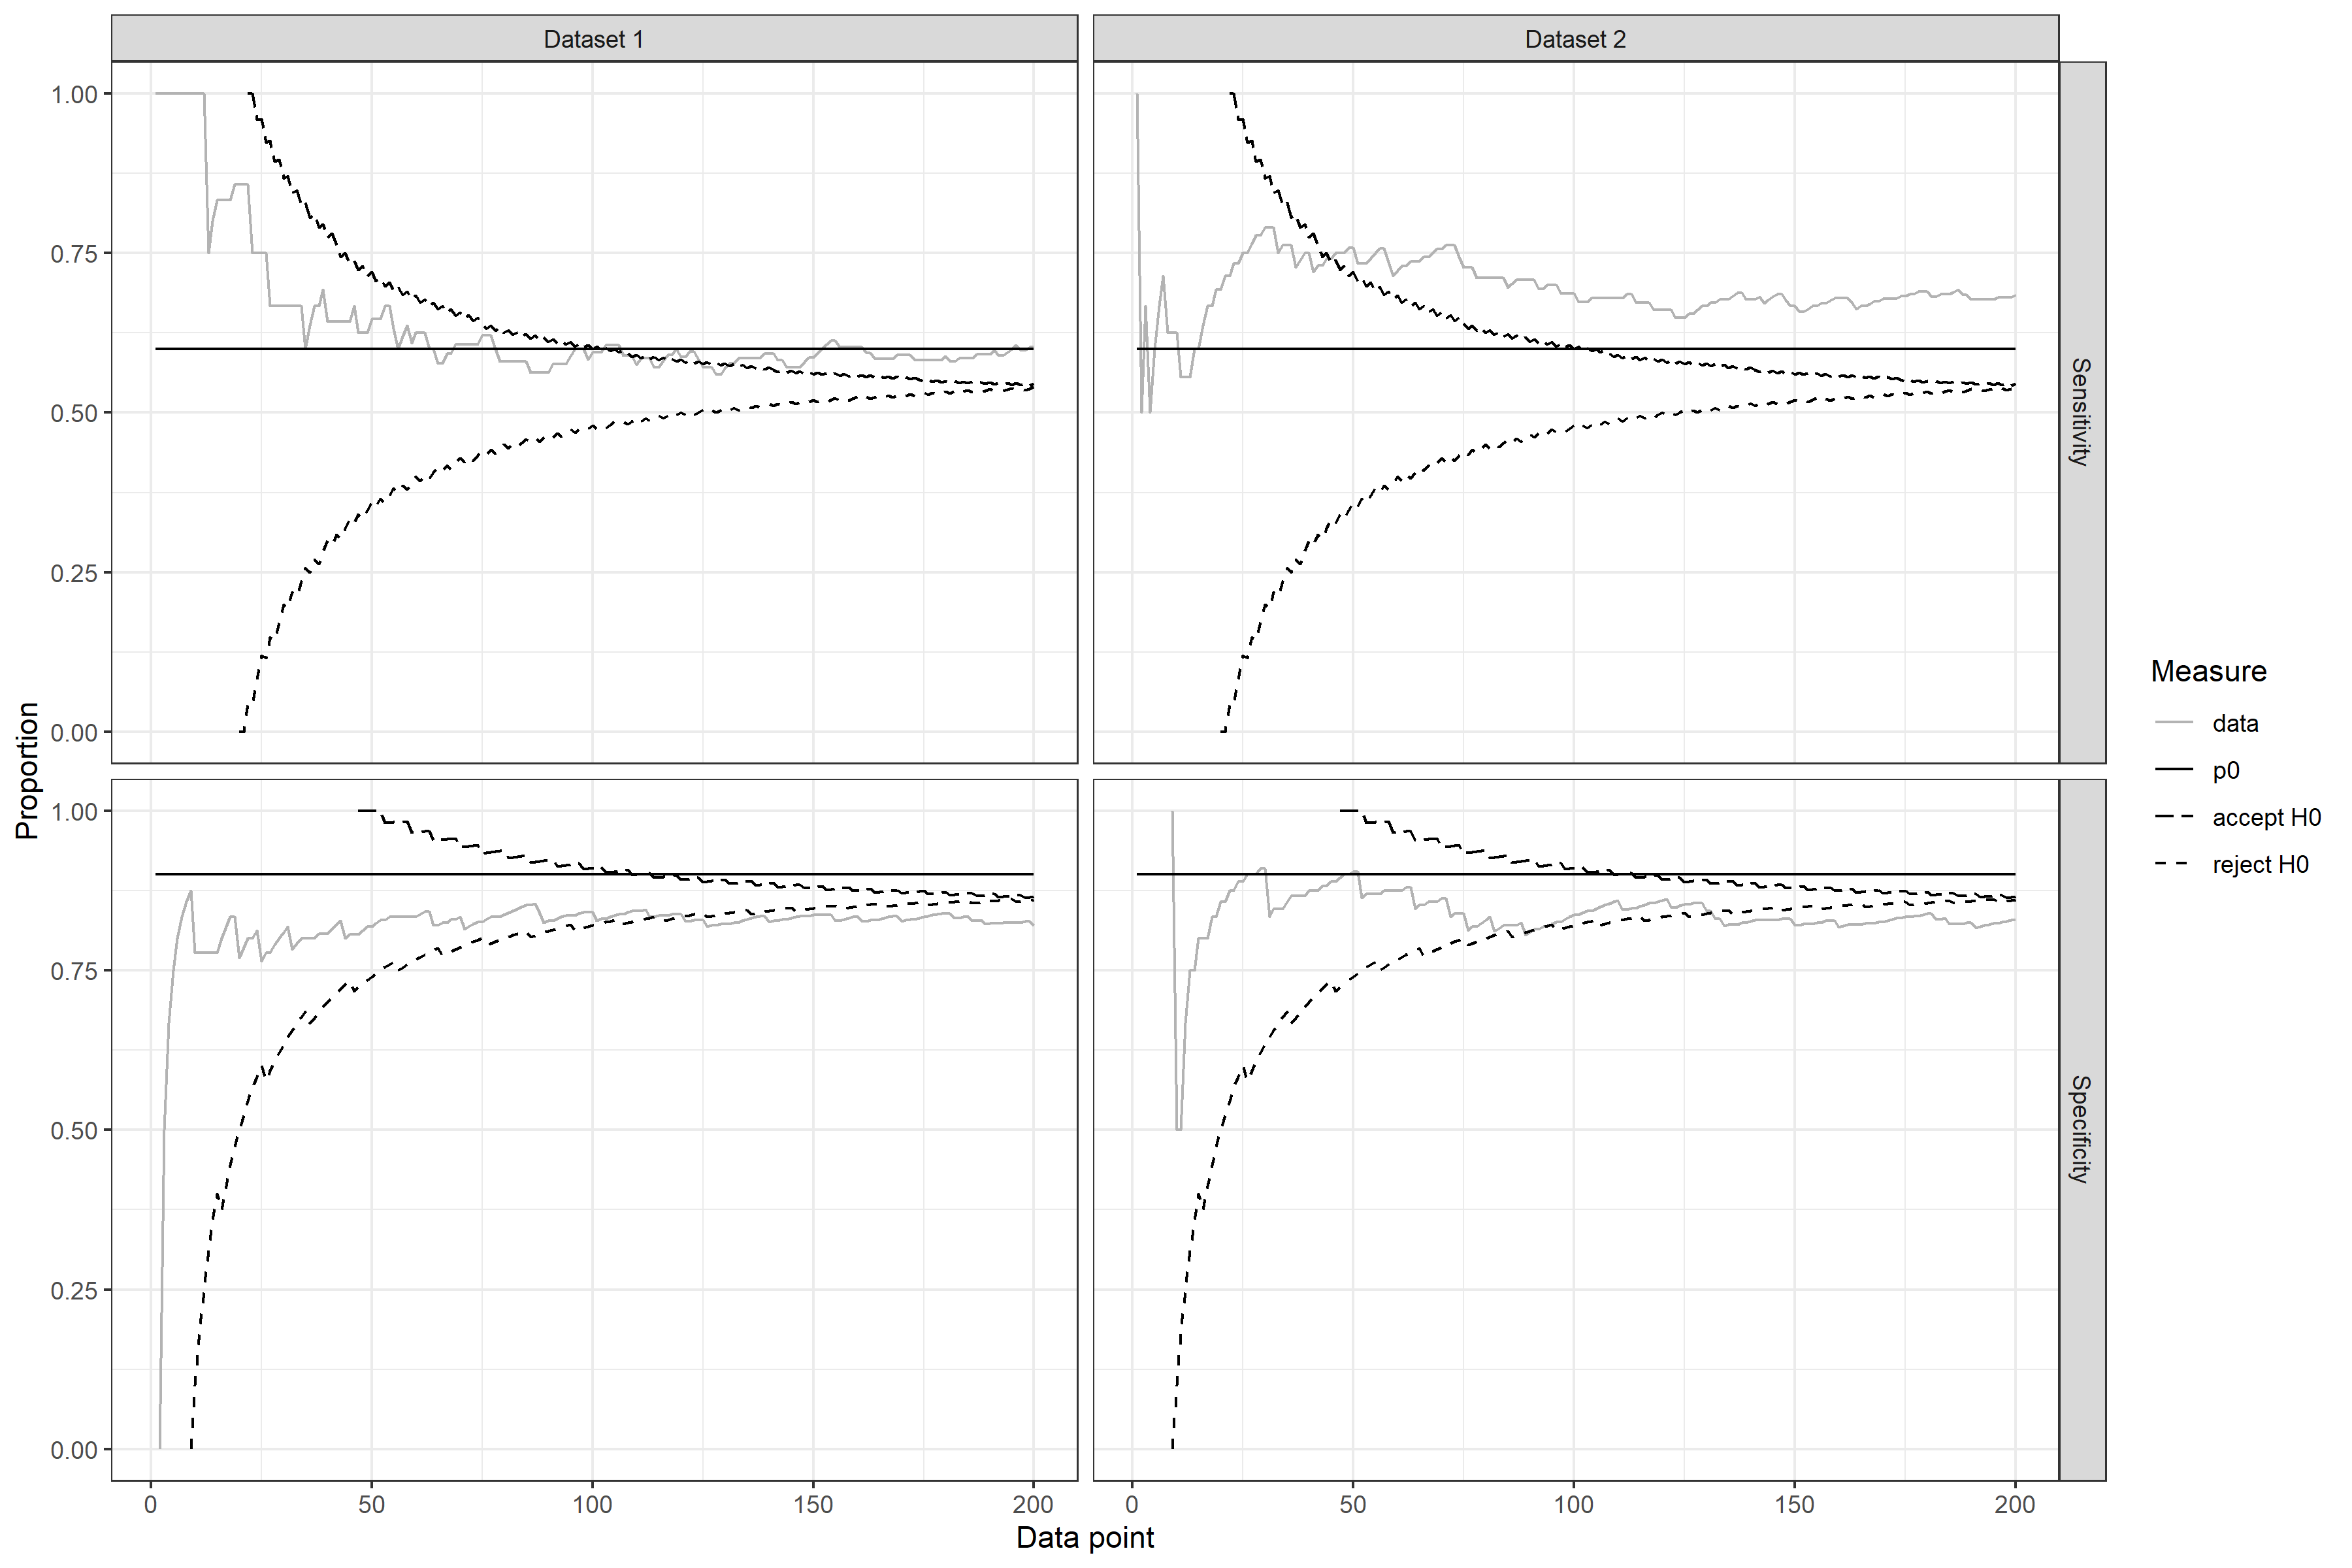 Dataset 1
Dataset 2
1.00
0.75
0.50
0.25
0.00
Sensitivity
1.00
0.75
0.50
0.25
0.00
Specificity
Proportion
0
50
100
150
200
0
50
100
150
200
Data point
Measure
data
p0
accept H0
reject H0